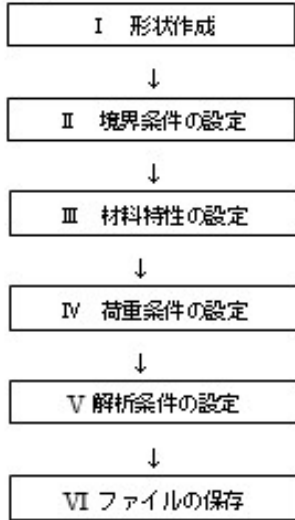 Ⅰ 形状作成
↓
Ⅱ 境界条件の設定
↓
Ⅲ 材料特性の設定
↓
Ⅳ 荷重条件の設定
↓
Ⅴ 解析条件の設定
↓
Ⅵ ファイルの保存